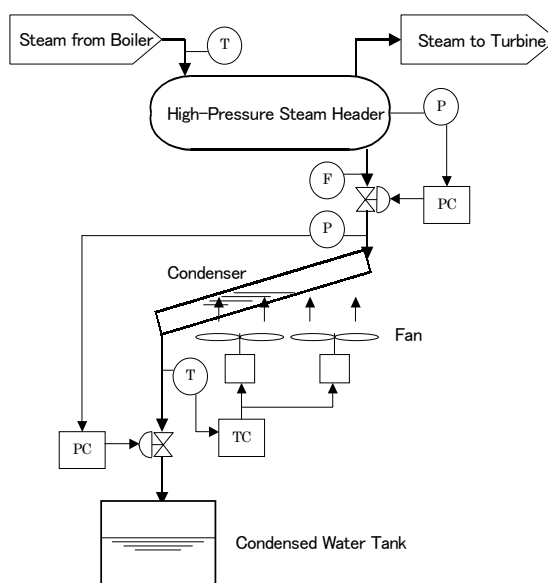 Steam from Boiler
T
Steam to Turbine
High-Pressure Steam Header
P
F
PC
P
Condenser
Fan
T
TC
PC
Condensed Water Tank